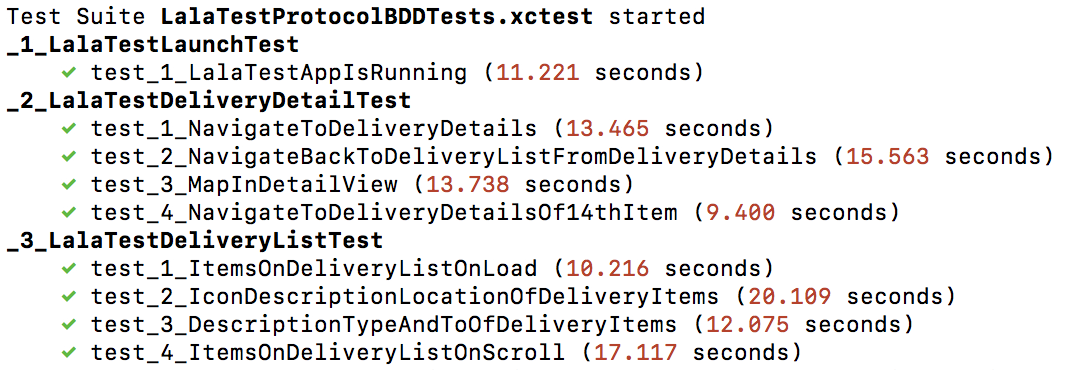 Test Suite LalaTestProtocolBDDTests.xctest started
_1_LalaTestLaunchTest
✓ test_1_LalaTestAppIsRunning (11.221 seconds)
_2_LalaTestDeliveryDetailTest
✓ test_1_NavigateToDeliveryDetails (13.465 seconds)
✓ test_2_NavigateBackToDeliveryListFromDeliveryDetails (15.563 seconds)
✓ test_3_MapInDetailView (13.738 seconds)
✓ test_4_NavigateToDeliveryDetailsOf14thItem (9.400 seconds)
_3_LalaTestDeliveryListTest
✓ test_1_ItemsOnDeliveryListOnLoad (10.216 seconds)
✓ test_2_IconDescriptionLocationOfDeliveryItems (20.109 seconds)
✓ test_3_DescriptionTypeAndToOfDeliveryItems (12.075 seconds)
✓ test_4_ItemsOnDeliveryListOnScroll (17.117 seconds)